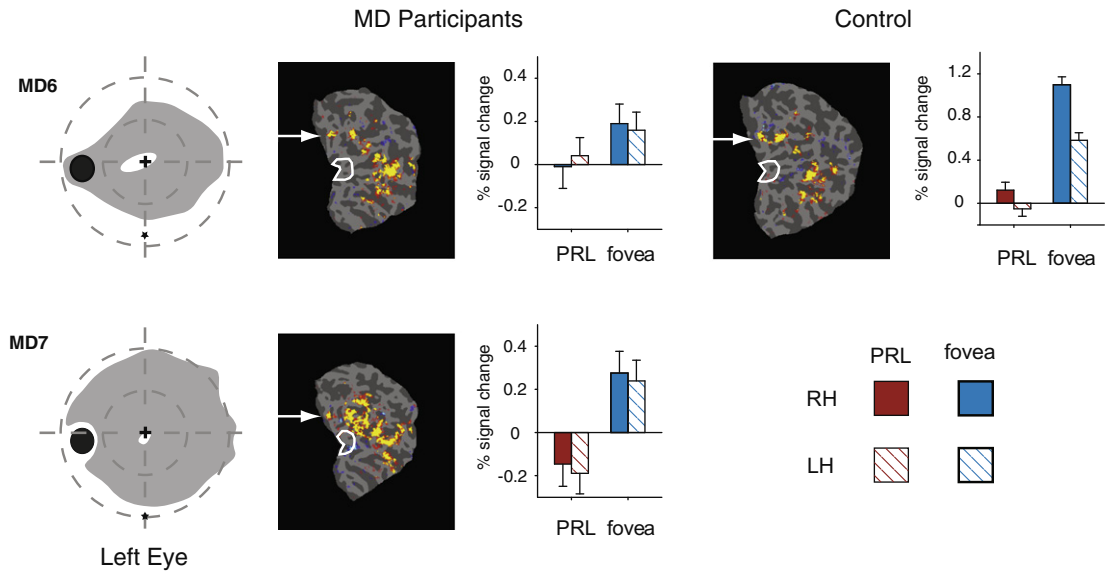 MD Participants
Control
MD6
% signal change
0.4
0.2
0
-0.2
PRL fovea
% signal change
1.2
0.8
0.4
0
PRL fovea
MD7
% signal change
0.4
0.2
0
-0.2
PRL fovea
PRL fovea
RH
LH
Left Eye